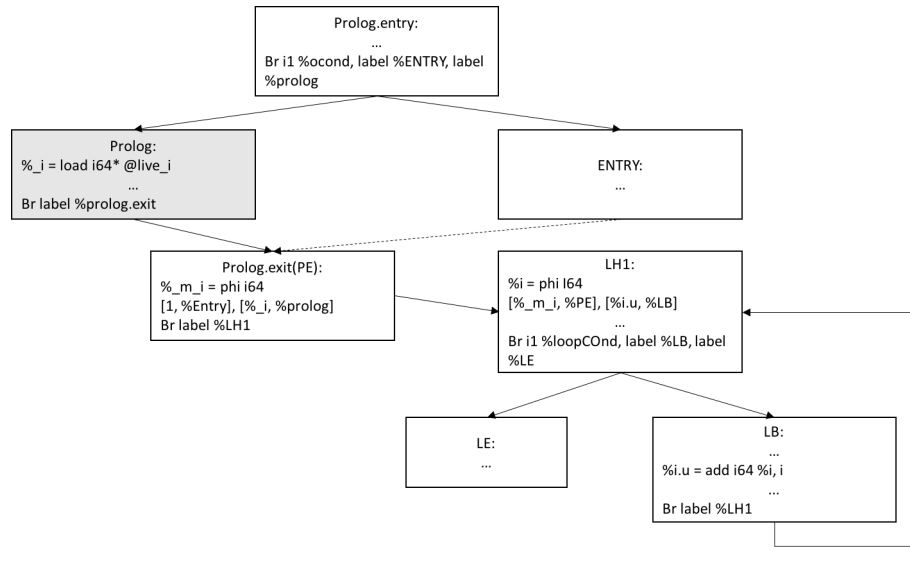 Prolog.entry:
...
Br i1 %ocond, label %ENTRY, label
%prolog
Prolog:
%_i = load i64* @live_i
...
Br label %prolog.exit
ENTRY:
...
Prolog.exit(PE):
%_m_i = phi i64
[1, %Entry], [%_i, %prolog]
Br label %LH1
LH1:
%i = phi I64
[%_m_i, %PE], [%i.u, %LB]
...
Br i1 %loopCOnd, label %LB, label
%LE
LE:
...
LB:
...
%i.u = add i64 %i, i
...
Br label %LH1